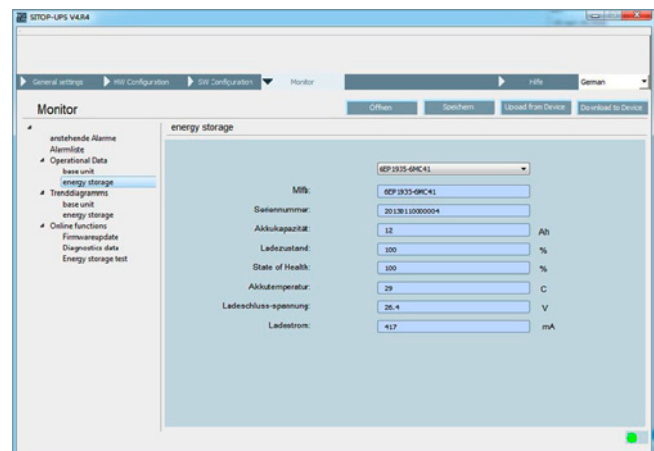 SITOP-UPS V4.R4
General settings HW Configuration SW Configuration Monitor Hilfe German
Monitor Öffnen Speichern Upload from Device Download to Device
energy storage
anstehende Alarme
Alarmliste
Operational Data
base unit
energy storage
Trenddiagramms
base unit
energy storage
Online functions
Firmwareupdate
Diagnostics data
Energy storage test
6EP1935-6MC41
Mlfb: 6EP1935-6MC41
Seriennummer: 20130110000004
Akkukapazität: 12 Ah
Ladezustand: 100 %
State of Health: 100 %
Akkutemperatur: 29 C
Ladeschluss-spannung: 26.4 V
Ladestrom: 417 mA